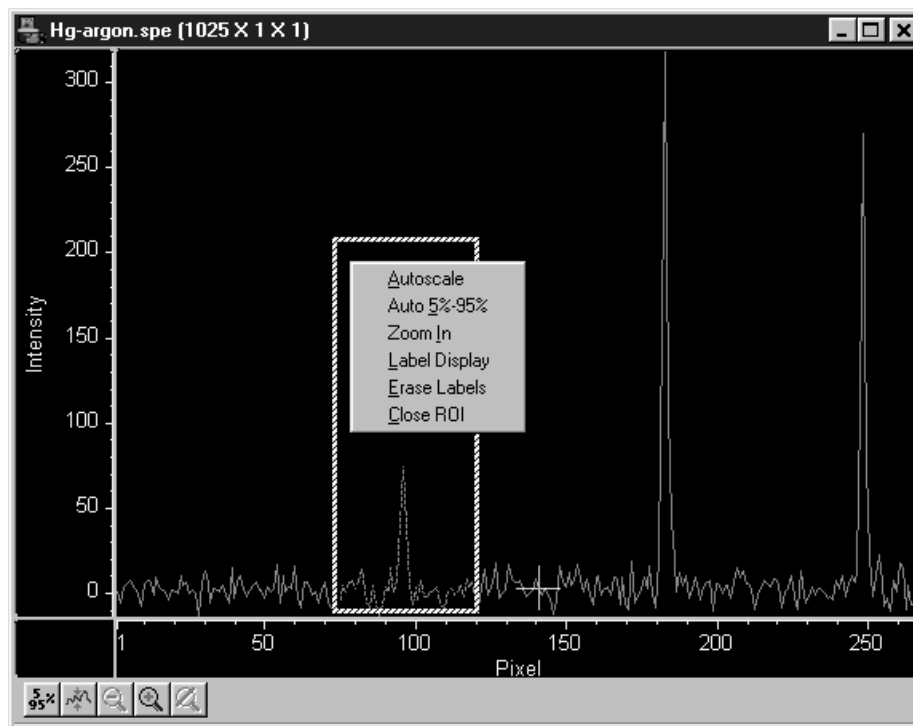 Hg-argon.spe (1025 X 1 X 1)
300
250
200
150
100
50
0
Intensity
Autoscale
Auto 5%-95%
Zoom In
Label Display
Erase Labels
Close ROI
1 50 100 150 200 250
Pixel
5
95%